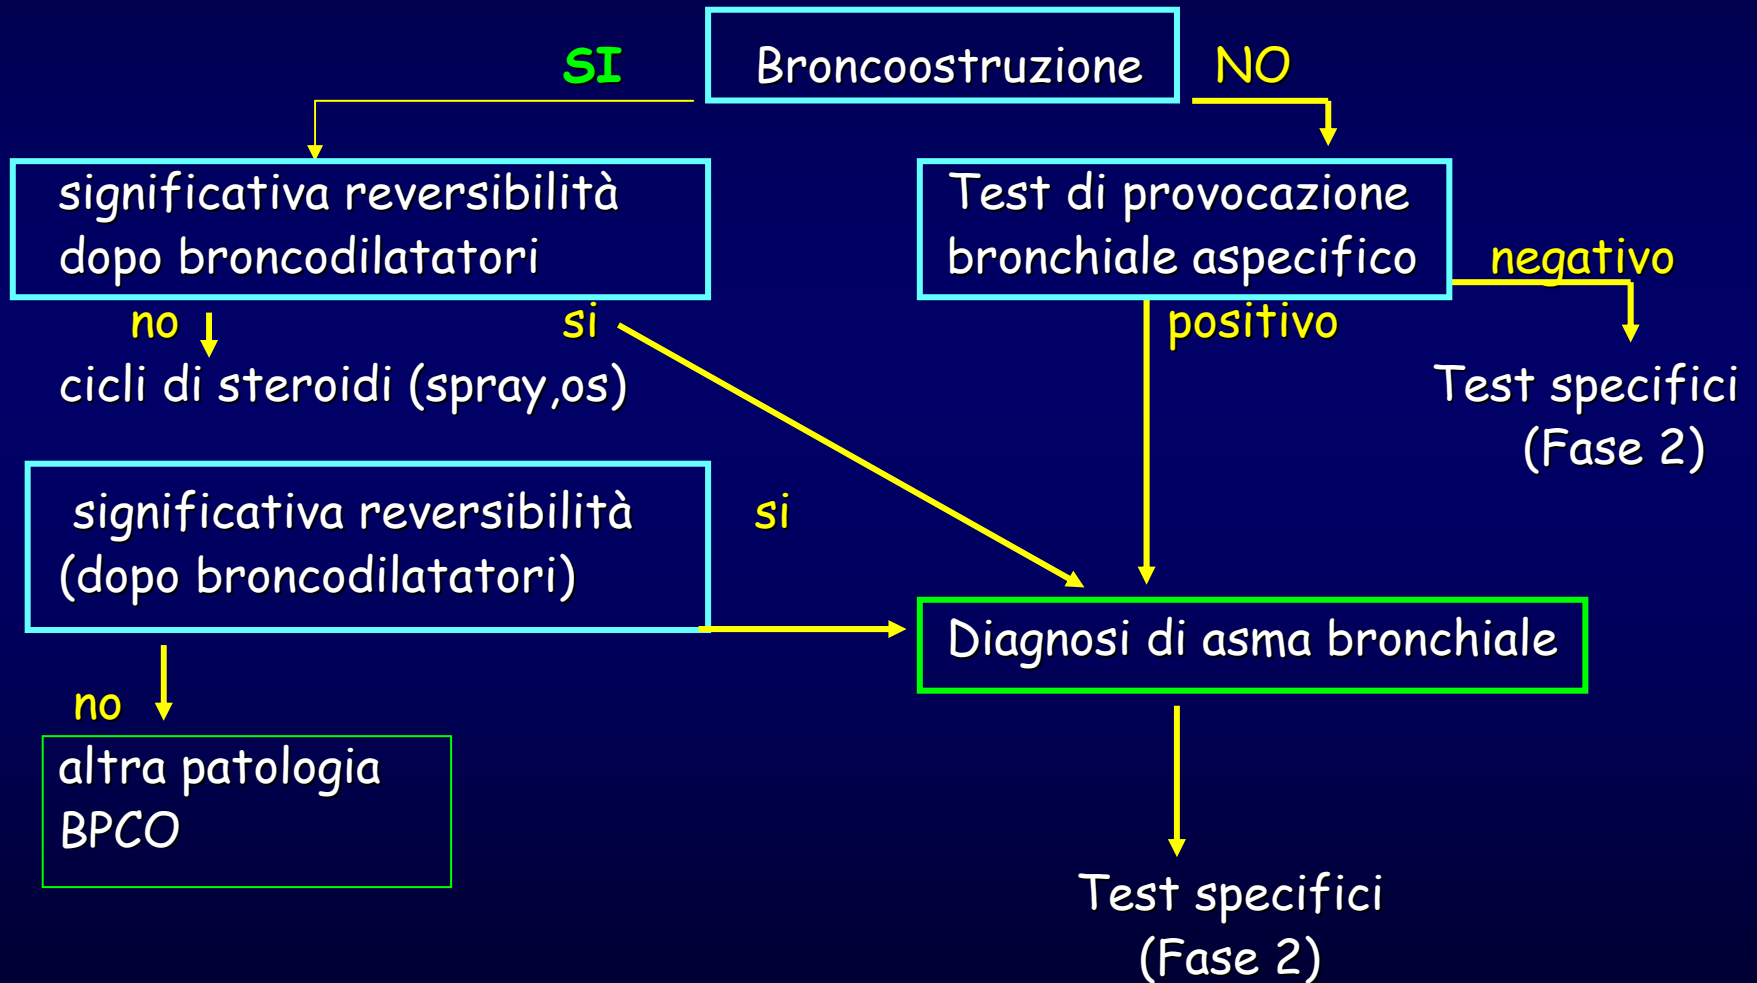 SI
Broncoostruzione
NO
significativa reversibilità
dopo broncodilatatori
Test di provocazione
bronchiale aspecifico
negativo
no
si
positivo
cicli di steroidi (spray,os)
Test specifici
(Fase 2)
significativa reversibilità
(dopo broncodilatatori)
si
Diagnosi di asma bronchiale
no
altra patologia
BPCO
Test specifici
(Fase 2)